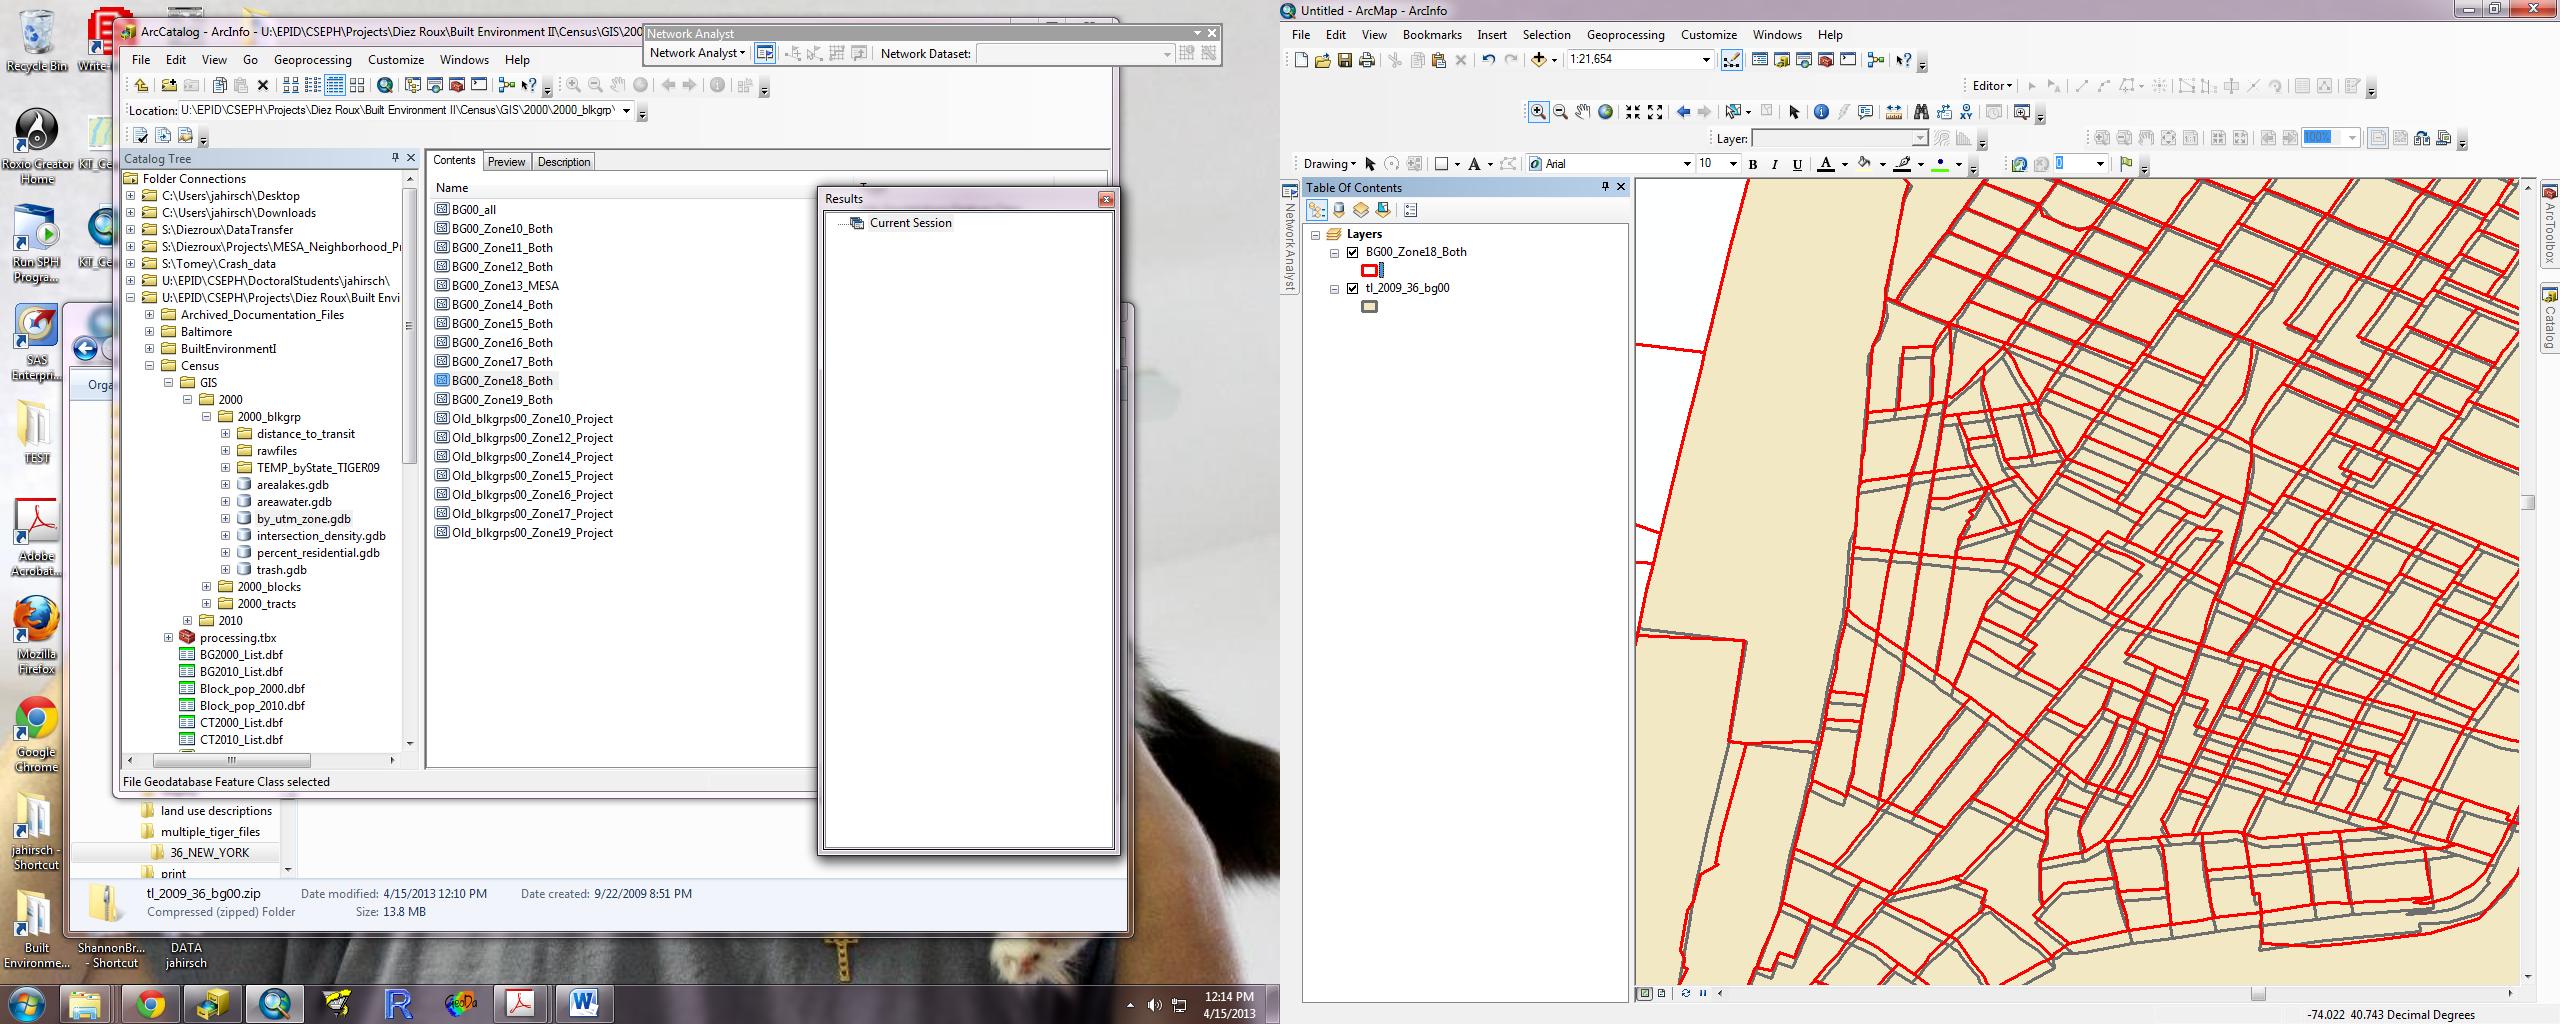 Recycle Bin
Write-
Roxio Creator Home
KT_Ce
Run SPH Progra...
KT_Ce
SAS Enterpri...
TEST
Adobe Acrobat...
Mozilla Firefox
Google Chrome
jahirsch - Shortcut
Built Environme...
ShannonBr... - Shortcut
DATA jahirsch
ArcCatalog - ArcInfo - U:\EPID\CSEPH\Projects\Diez Roux\Built Environment II\Census\GIS\200
File Edit View Go Geoprocessing Customize Windows Help
Network Analyst
Network Analyst Network Dataset:
Location: U:\EPID\CSEPH\Projects\Diez Roux\Built Environment II\Census\GIS\2000\2000_blkgrp\
Catalog Tree
Folder Connections
C:\Users\jahirsch\Desktop
C:\Users\jahirsch\Downloads
S:\Diezroux\DataTransfer
S:\Diezroux\Projects\MESA_Neighborhood_Pr
S:\Tomey\Crash_data
U:\EPID\CSEPH\DoctoralStudents\jahirsch\
U:\EPID\CSEPH\Projects\Diez Roux\Built Envi
Archived_Documentation_Files
Baltimore
BuiltEnvironmentI
Census
GIS
2000
2000_blkgrp
distance_to_transit
rawfiles
TEMP_byState_TIGER09
arealakes.gdb
areawater.gdb
by_utm_zone.gdb
intersection_density.gdb
percent_residential.gdb
trash.gdb
2000_blocks
2000_tracts
2010
processing.tbx
BG2000_List.dbf
BG2010_List.dbf
Block_pop_2000.dbf
Block_pop_2010.dbf
CT2000_List.dbf
CT2010_List.dbf
Contents Preview Description
Name
BG00_all
BG00_Zone10_Both
BG00_Zone11_Both
BG00_Zone12_Both
BG00_Zone13_MESA
BG00_Zone14_Both
BG00_Zone15_Both
BG00_Zone16_Both
BG00_Zone17_Both
BG00_Zone18_Both
BG00_Zone19_Both
Old_blkgrps00_Zone10_Project
Old_blkgrps00_Zone12_Project
Old_blkgrps00_Zone14_Project
Old_blkgrps00_Zone15_Project
Old_blkgrps00_Zone16_Project
Old_blkgrps00_Zone17_Project
Old_blkgrps00_Zone19_Project
Results
Current Session
File Geodatabase Feature Class selected
Orga
land use descriptions
multiple_tiger_files
36_NEW_YORK
print
tl_2009_36_bg00.zip Date modified: 4/15/2013 12:10 PM Date created: 9/22/2009 8:51 PM
Compressed (zipped) Folder Size: 13.8 MB
GeoDa
12:14 PM
4/15/2013
Untitled - ArcMap - ArcInfo
File Edit View Bookmarks Insert Selection Geoprocessing Customize Windows Help
1:21,654
Editor
Layer:
100%
Drawing Arial 10 B I U A 0
Table Of Contents
Layers
BG00_Zone18_Both
tl_2009_36_bg00
Network Analyst
ArcToolbox
Catalog
-74.022 40.743 Decimal Degrees